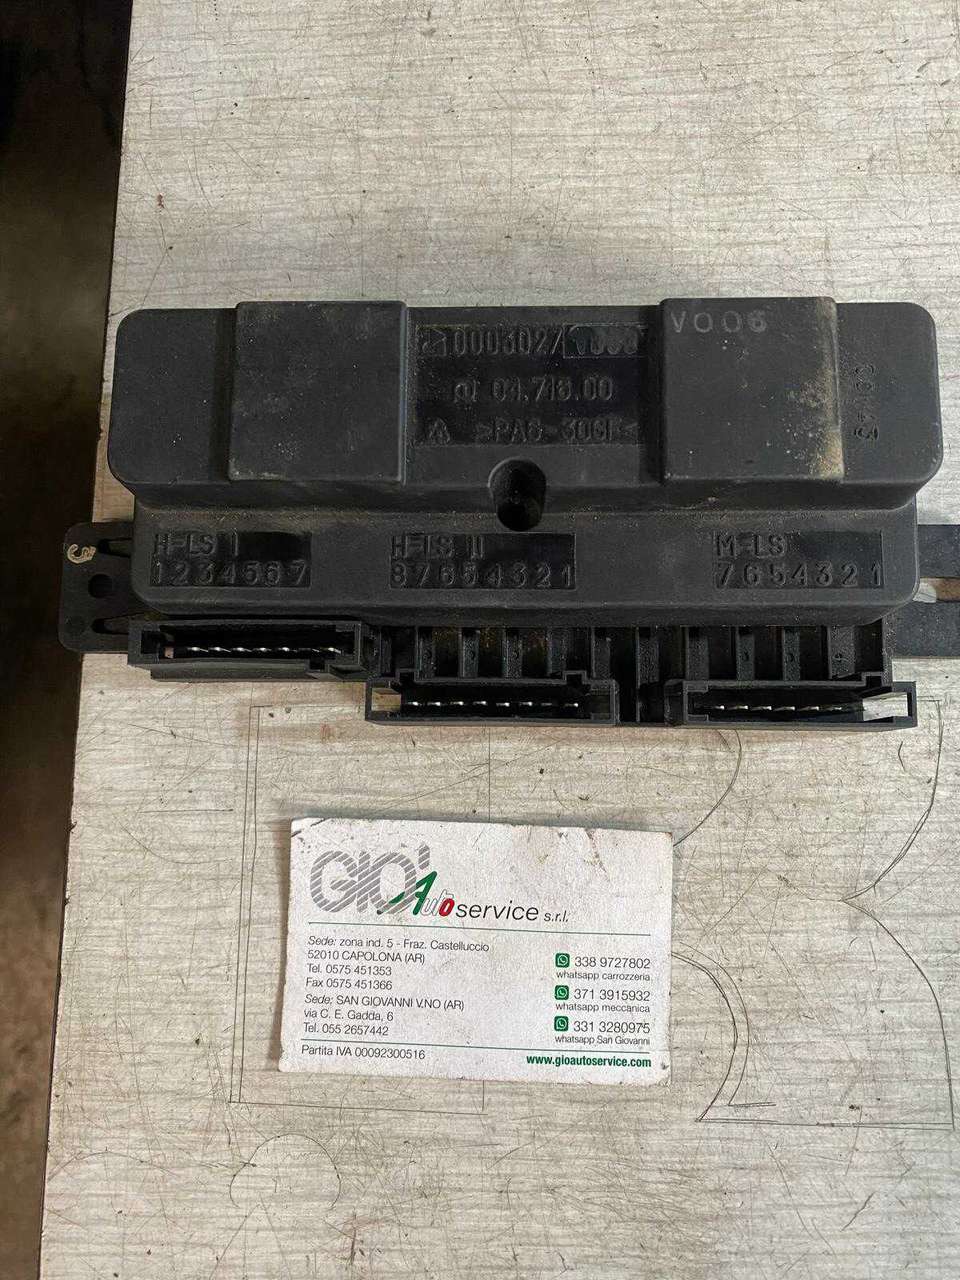 0003027/V006
V006
04.718.00
>PA6-30GF<
H-LS I
1234567
H-LS II
87654321
M-LS
7654321
GIO' Auto service s.r.l.
Sede: zona ind. 5 - Fraz. Castelluccio
52010 CAPOLONA (AR)
Tel. 0575 451353
Fax 0575 451366
Sede: SAN GIOVANNI V.NO (AR)
via C. E. Gadda, 6
Tel. 055 2657442
338 9727802
whatsapp carrozzeria
371 3915932
whatsapp meccanica
331 3280975
whatsapp San Giovanni
Partita IVA 00092300516
www.gioautoservice.com